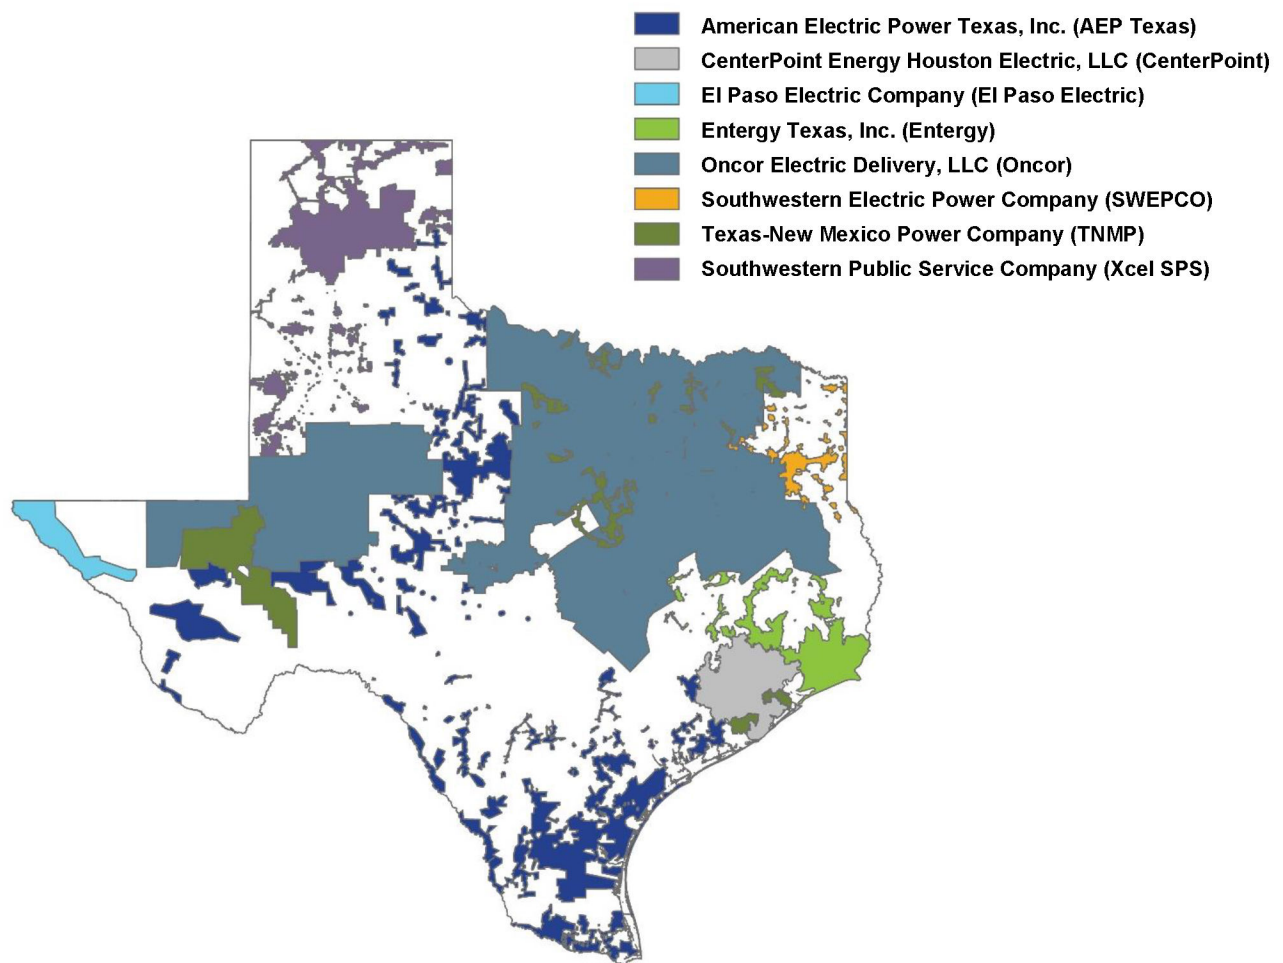 American Electric Power Texas, Inc. (AEP Texas)
CenterPoint Energy Houston Electric, LLC (CenterPoint)
El Paso Electric Company (El Paso Electric)
Entergy Texas, Inc. (Entergy)
Oncor Electric Delivery, LLC (Oncor)
Southwestern Electric Power Company (SWEPCO)
Texas-New Mexico Power Company (TNMP)
Southwestern Public Service Company (Xcel SPS)